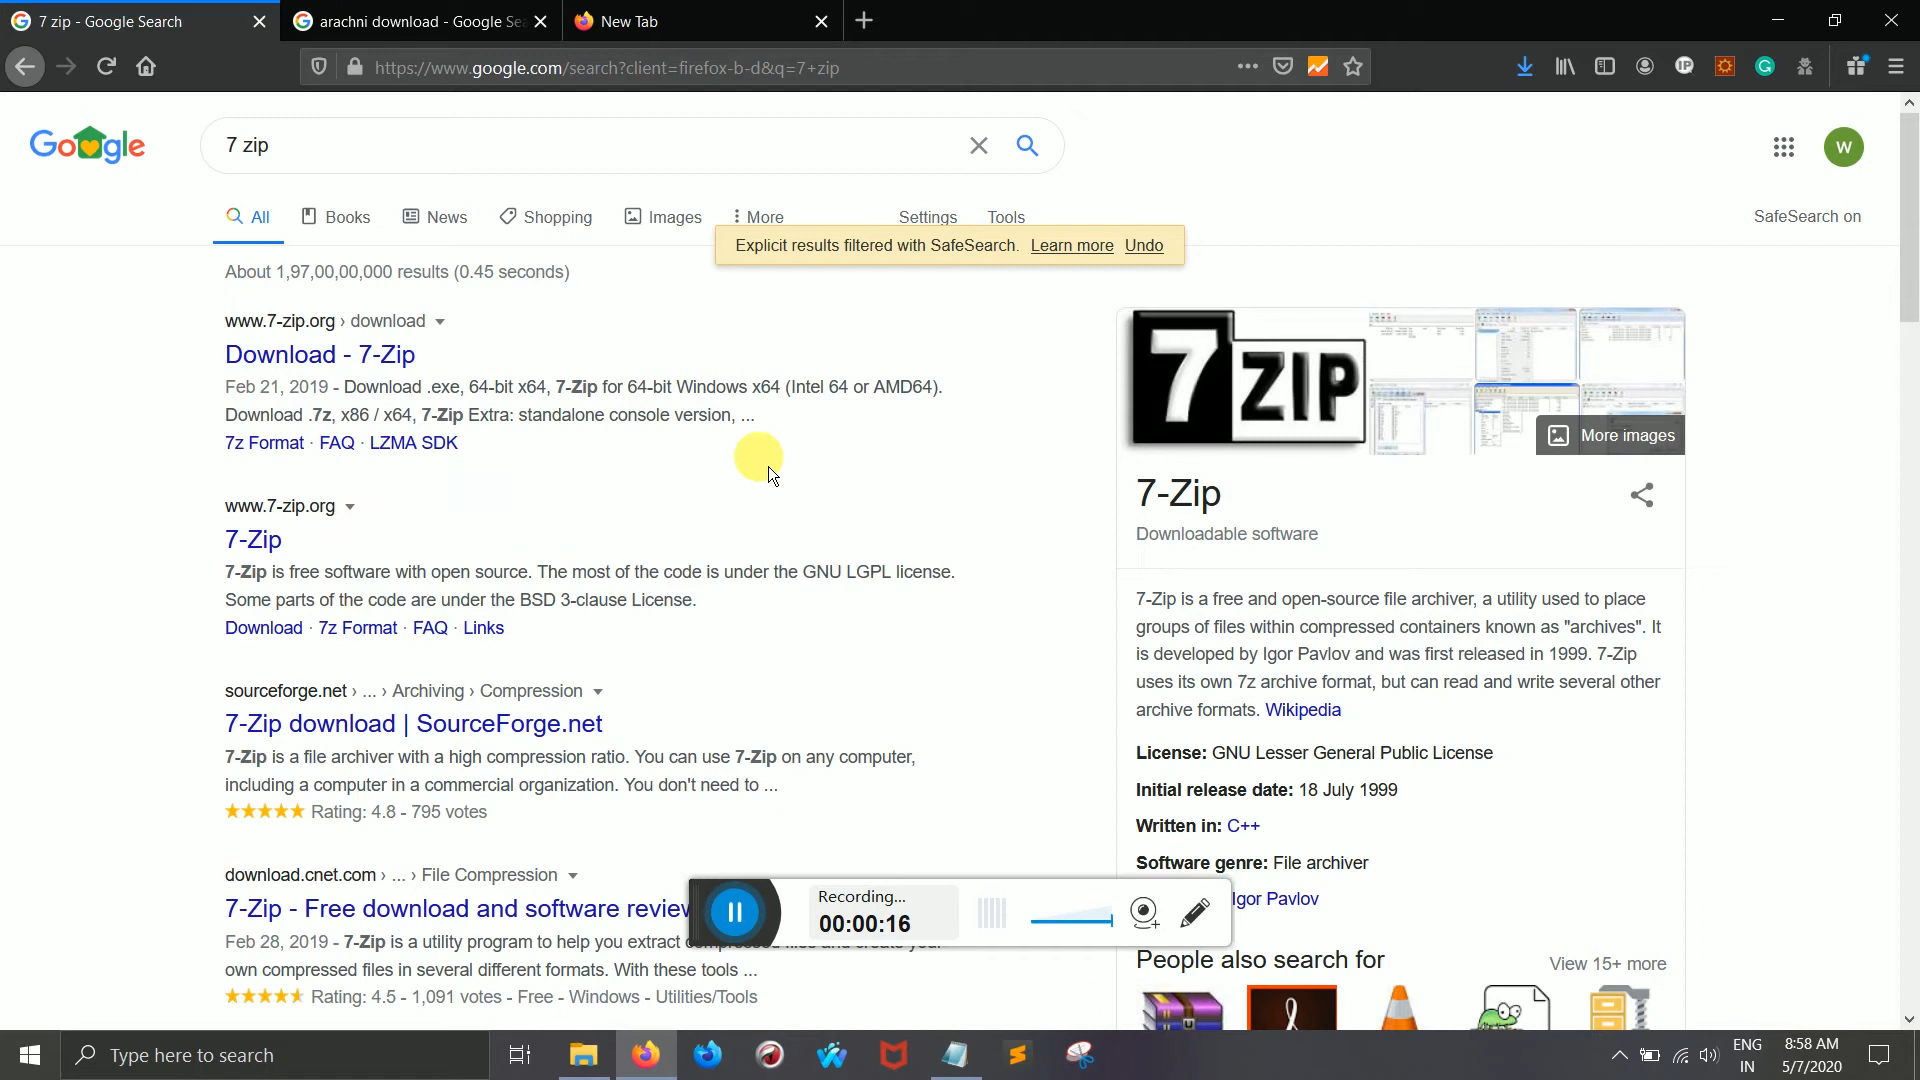 7 zip - Google Search
arachni download - Google Se
New Tab
https://www.google.com/search?client=firefox-b-d&q=7+zip
Google
7 zip
W
All
Books
News
Shopping
Images
More
Settings
Tools
SafeSearch on
Explicit results filtered with SafeSearch. Learn more Undo
About 1,97,00,00,000 results (0.45 seconds)
www.7-zip.org › download
Download - 7-Zip
Feb 21, 2019 - Download .exe, 64-bit x64, 7-Zip for 64-bit Windows x64 (Intel 64 or AMD64).
Download .7z, x86 / x64, 7-Zip Extra: standalone console version, ...
7z Format · FAQ · LZMA SDK
www.7-zip.org
7-Zip
7-Zip is free software with open source. The most of the code is under the GNU LGPL license.
Some parts of the code are under the BSD 3-clause License.
Download · 7z Format · FAQ · Links
sourceforge.net › ... › Archiving › Compression
7-Zip download | SourceForge.net
7-Zip is a file archiver with a high compression ratio. You can use 7-Zip on any computer,
including a computer in a commercial organization. You don't need to ...
Rating: 4.8 - 795 votes
download.cnet.com › ... › File Compression
7-Zip - Free download and software review
Feb 28, 2019 - 7-Zip is a utility program to help you extract compressed files and create your
own compressed files in several different formats. With these tools ...
Rating: 4.5 - 1,091 votes - Free - Windows - Utilities/Tools
7 ZIP
More images
7-Zip
Downloadable software
7-Zip is a free and open-source file archiver, a utility used to place
groups of files within compressed containers known as "archives". It
is developed by Igor Pavlov and was first released in 1999. 7-Zip
uses its own 7z archive format, but can read and write several other
archive formats. Wikipedia
License: GNU Lesser General Public License
Initial release date: 18 July 1999
Written in: C++
Software genre: File archiver
Igor Pavlov
People also search for
View 15+ more
Recording...
00:00:16
Type here to search
ENG
IN
8:58 AM
5/7/2020